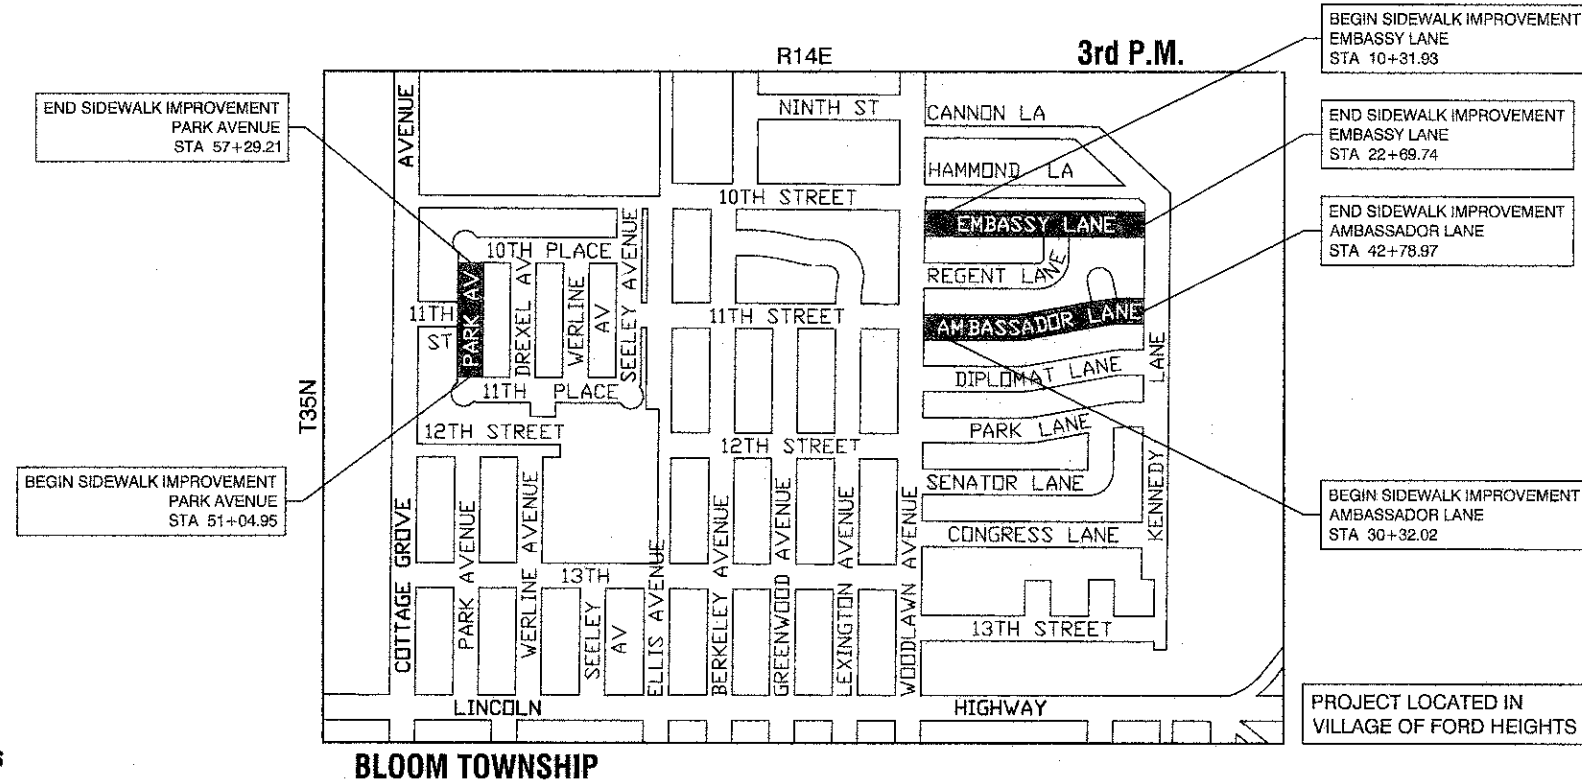 R14E
3rd P.M.
BEGIN SIDEWALK IMPROVEMENT
EMBASSY LANE
STA 10+31.93
END SIDEWALK IMPROVEMENT
PARK AVENUE
STA 57+29.21
END SIDEWALK IMPROVEMENT
EMBASSY LANE
STA 22+69.74
END SIDEWALK IMPROVEMENT
AMBASSADOR LANE
STA 42+78.97
T35N
BEGIN SIDEWALK IMPROVEMENT
PARK AVENUE
STA 51+04.95
BEGIN SIDEWALK IMPROVEMENT
AMBASSADOR LANE
STA 30+32.02
AVENUE
NINTH ST
CANNON LA
HAMMOND LA
10TH STREET
EMBASSY LANE
10TH PLACE
REGENT LANE
11TH
ST
PARK AV
DREXEL AV
WERLINE
AV
SEELEY AVENUE
11TH STREET
AMBASSADOR LANE
11TH PLACE
DIPLOMAT LANE
LANE
12TH STREET
12TH STREET
PARK LANE
SENATOR LANE
KENNEDY
CONGRESS LANE
COTTAGE GROVE
PARK AVENUE
WERLINE AVENUE
13TH
SEELEY
AV
ELLIS AVENUE
BERKELEY AVENUE
GREENWOOD AVENUE
LEXINGTON AVENUE
WOODLAWN AVENUE
13TH STREET
LINCOLN
HIGHWAY
PROJECT LOCATED IN
VILLAGE OF FORD HEIGHTS
BLOOM TOWNSHIP
s